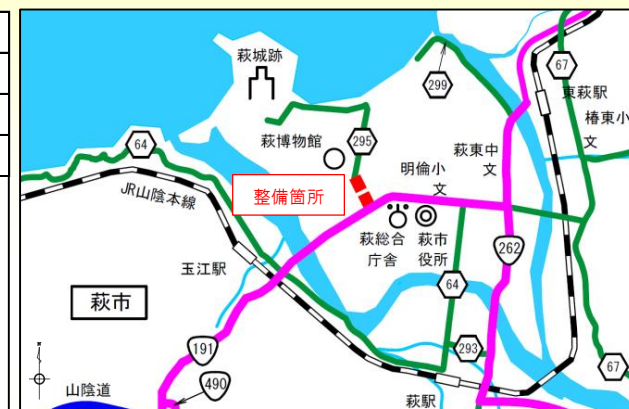 萩城跡
299
67
東萩駅
椿東小
文
64
萩博物館
295
明倫小
文
萩東中
文
JR山陰本線
整備箇所
萩総合
庁舎
萩市
役所
262
玉江駅
64
萩市
191
293
67
490
萩駅
山陰道